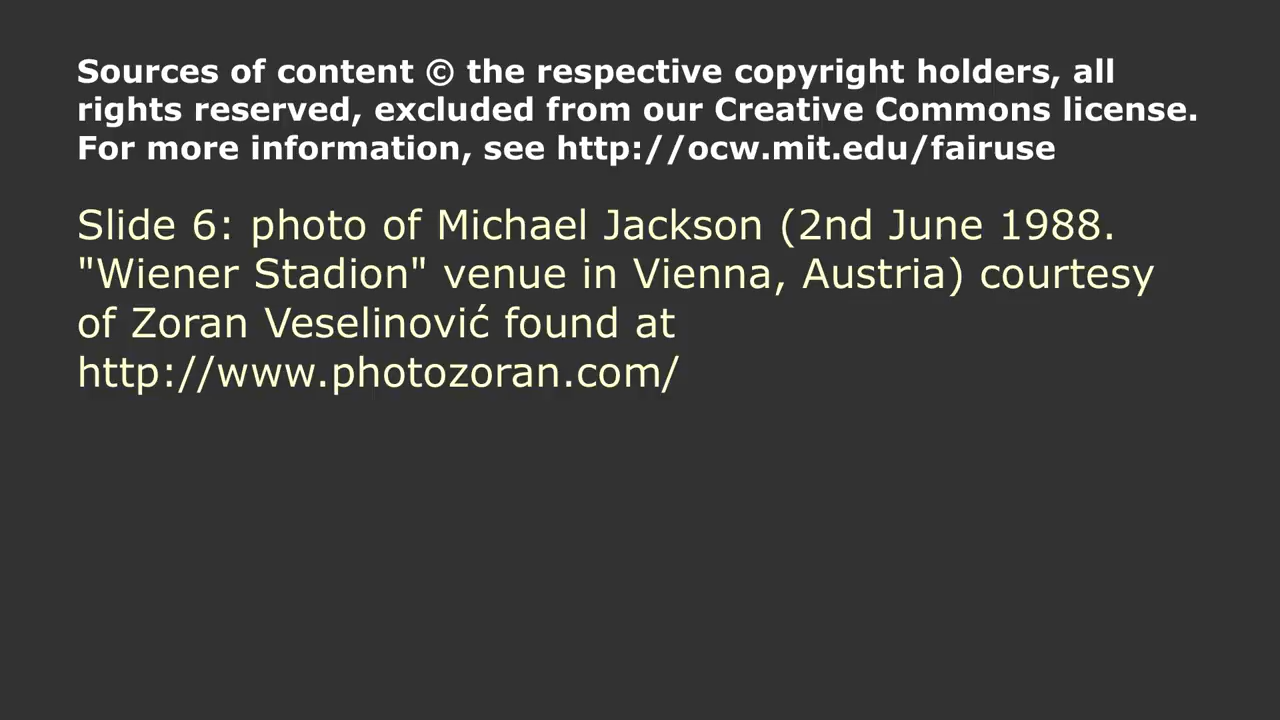 Sources of content © the respective copyright holders, all
rights reserved, excluded from our Creative Commons license.
For more information, see http://ocw.mit.edu/fairuse
Slide 6: photo of Michael Jackson (2nd June 1988.
"Wiener Stadion" venue in Vienna, Austria) courtesy
of Zoran Veselinović found at
http://www.photozoran.com/